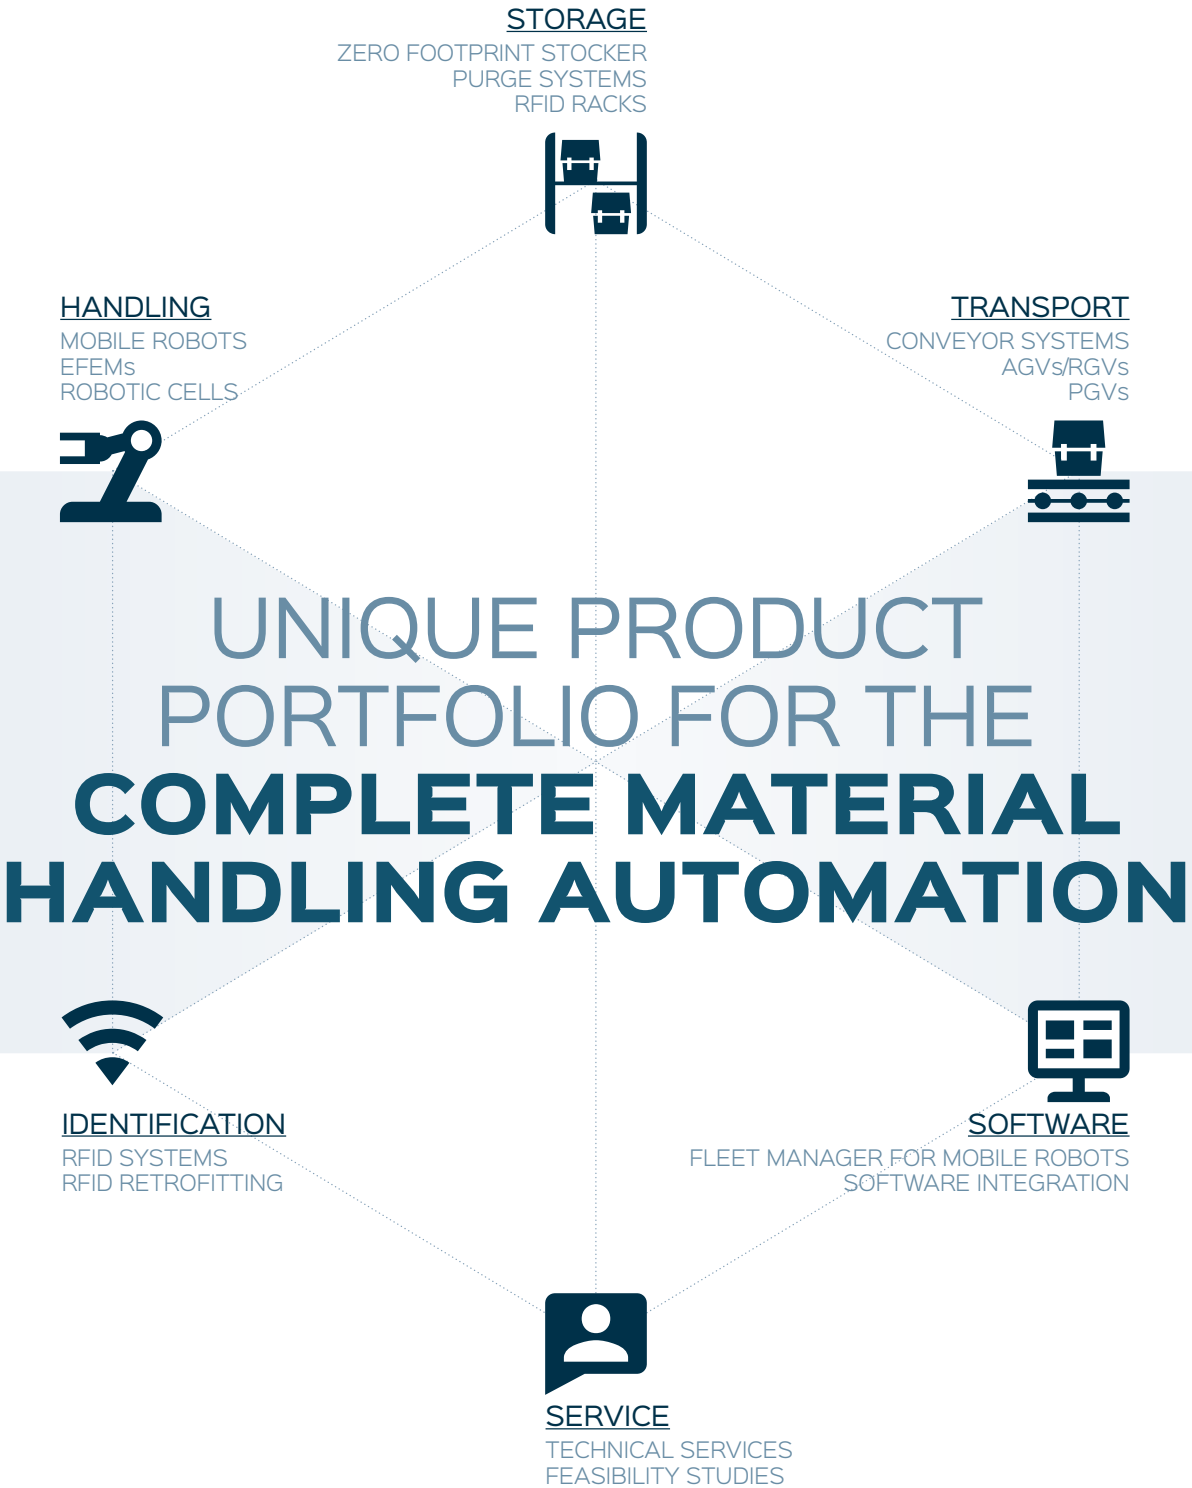 STORAGE
ZERO FOOTPRINT STOCKER
PURGE SYSTEMS
RFID RACKS
HANDLING
MOBILE ROBOTS
EFEMs
ROBOTIC CELLS
TRANSPORT
CONVEYOR SYSTEMS
AGVs/RGVs
PGVs
UNIQUE PRODUCT
PORTFOLIO FOR THE
COMPLETE MATERIAL
HANDLING AUTOMATION
IDENTIFICATION
RFID SYSTEMS
RFID RETROFITTING
SOFTWARE
FLEET MANAGER FOR MOBILE ROBOTS
SOFTWARE INTEGRATION
SERVICE
TECHNICAL SERVICES
FEASIBILITY STUDIES